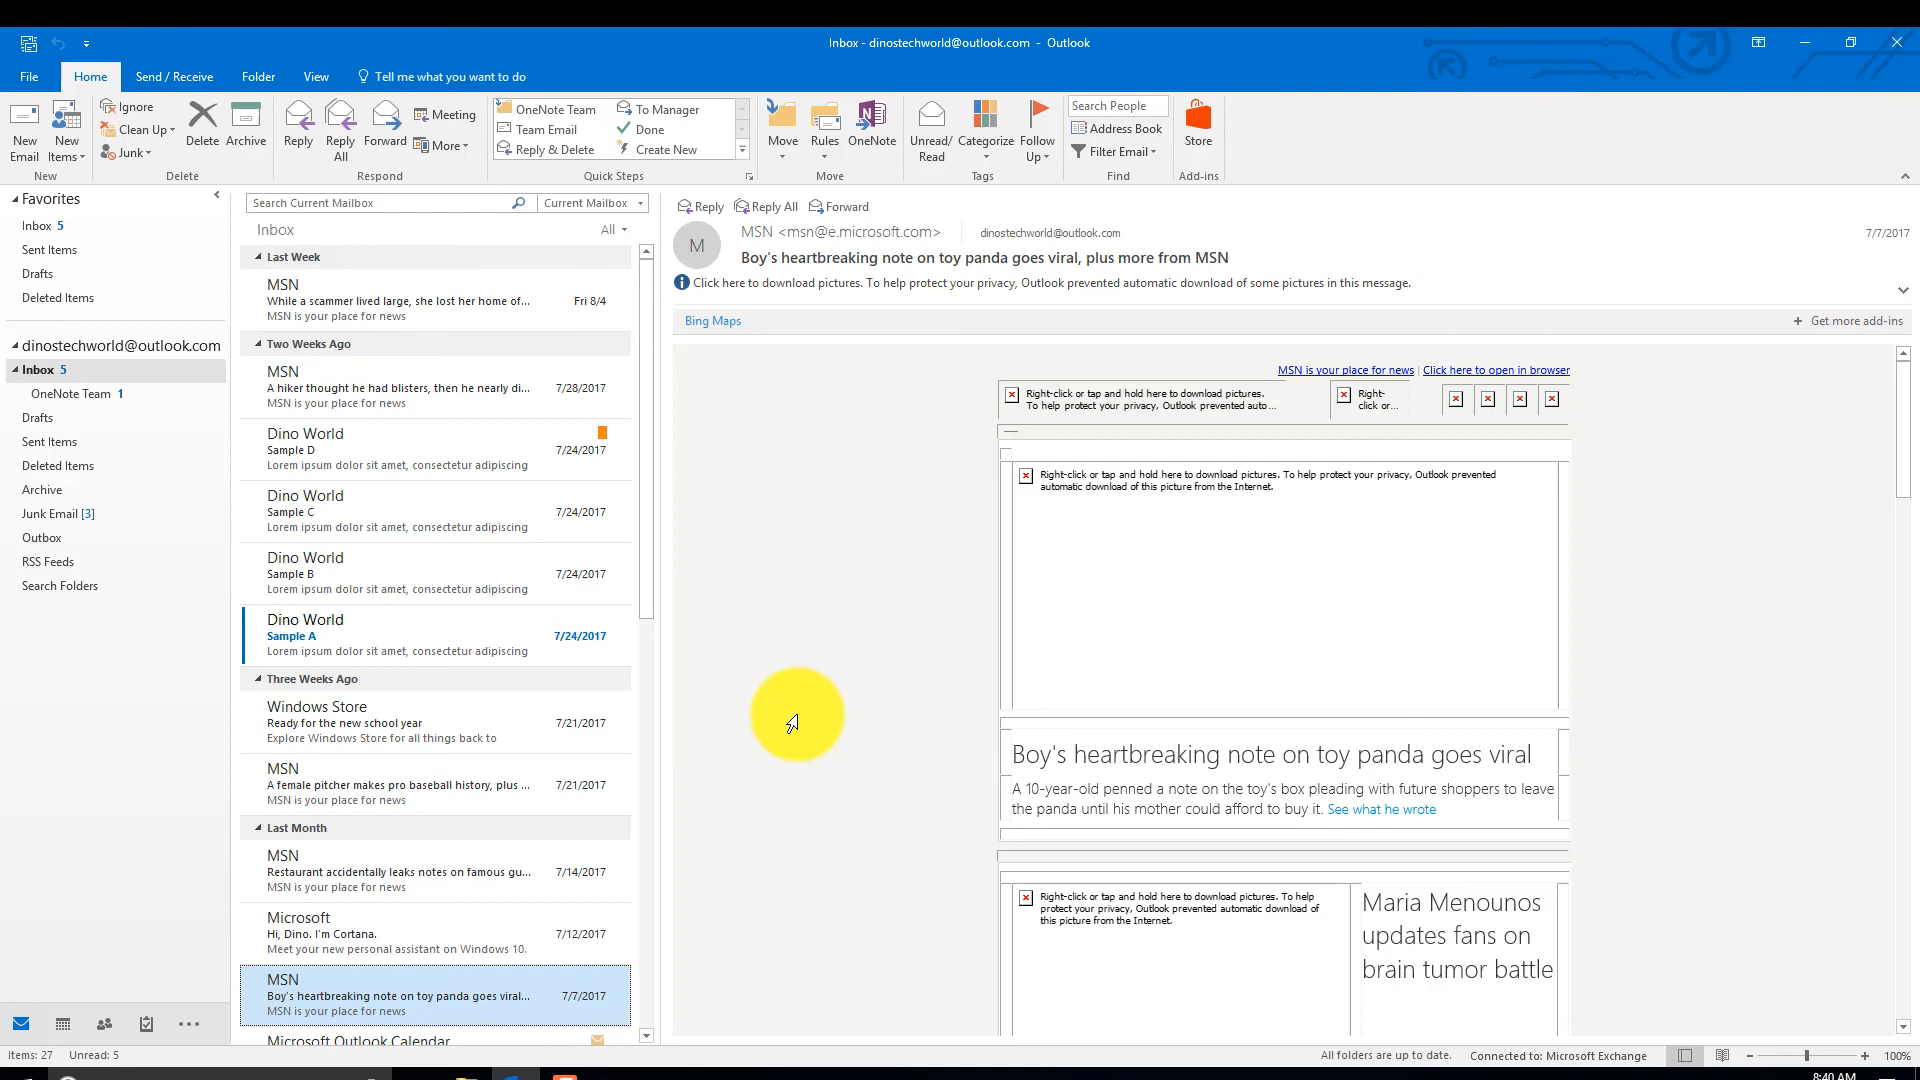 Inbox - dinostechworld@outlook.com - Outlook
File Home Send / Receive Folder View Tell me what you want to do
New Email
New Items
New
Ignore
Clean Up
Junk
Delete
Archive
Delete
Reply
Reply All
Forward
Meeting
More
Respond
OneNote Team
To Manager
Team Email
Done
Reply & Delete
Create New
Quick Steps
Move
Rules
OneNote
Move
Unread/ Read
Categorize
Follow Up
Tags
Search People
Address Book
Filter Email
Find
Store
Add-ins
Favorites
Inbox 5
Sent Items
Drafts
Deleted Items
dinostechworld@outlook.com
Inbox 5
OneNote Team 1
Drafts
Sent Items
Deleted Items
Archive
Junk Email [3]
Outbox
RSS Feeds
Search Folders
Search Current Mailbox
Current Mailbox
Inbox
All
Last Week
MSN
While a scammer lived large, she lost her home of... Fri 8/4
MSN is your place for news
Two Weeks Ago
MSN
A hiker thought he had blisters, then he nearly di... 7/28/2017
MSN is your place for news
Dino World
Sample D 7/24/2017
Lorem ipsum dolor sit amet, consectetur adipiscing
Dino World
Sample C 7/24/2017
Lorem ipsum dolor sit amet, consectetur adipiscing
Dino World
Sample B 7/24/2017
Lorem ipsum dolor sit amet, consectetur adipiscing
Dino World
Sample A 7/24/2017
Lorem ipsum dolor sit amet, consectetur adipiscing
Three Weeks Ago
Windows Store
Ready for the new school year 7/21/2017
Explore Windows Store for all things back to
MSN
A female pitcher makes pro baseball history, plus ... 7/21/2017
MSN is your place for news
Last Month
MSN
Restaurant accidentally leaks notes on famous gu... 7/14/2017
MSN is your place for news
Microsoft
Hi, Dino. I'm Cortana. 7/12/2017
Meet your new personal assistant on Windows 10.
MSN
Boy's heartbreaking note on toy panda goes viral... 7/7/2017
MSN is your place for news
Microsoft Outlook Calendar
Reply Reply All Forward
M
MSN <msn@e.microsoft.com> dinostechworld@outlook.com 7/7/2017
Boy's heartbreaking note on toy panda goes viral, plus more from MSN
Click here to download pictures. To help protect your privacy, Outlook prevented automatic download of some pictures in this message.
Bing Maps + Get more add-ins
MSN is your place for news | Click here to open in browser
Right-click or tap and hold here to download pictures.
To help protect your privacy, Outlook prevented auto...
Right-
click or...
Right-click or tap and hold here to download pictures. To help protect your privacy, Outlook prevented
automatic download of this picture from the Internet.
Boy's heartbreaking note on toy panda goes viral
A 10-year-old penned a note on the toy's box pleading with future shoppers to leave
the panda until his mother could afford to buy it. See what he wrote
Right-click or tap and hold here to download pictures. To help
protect your privacy, Outlook prevented automatic download of
this picture from the Internet.
Maria Menounos
updates fans on
brain tumor battle
Items: 27 Unread: 5 All folders are up to date. Connected to: Microsoft Exchange 100%
8:40 AM